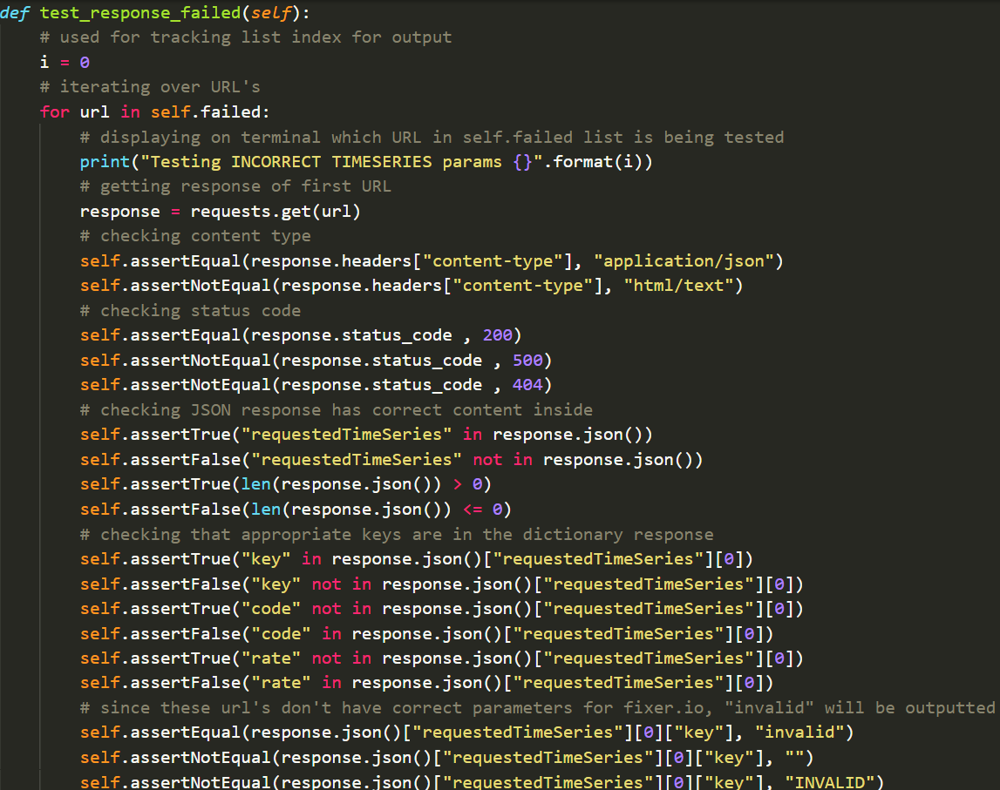 def test_response_failed(self):
    # used for tracking list index for output
    i = 0
    # iterating over URL's
    for url in self.failed:
        # displaying on terminal which URL in self.failed list is being tested
        print("Testing INCORRECT TIMESERIES params {}".format(i))
        # getting response of first URL
        response = requests.get(url)
        # checking content type
        self.assertEqual(response.headers["content-type"], "application/json")
        self.assertNotEqual(response.headers["content-type"], "html/text")
        # checking status code
        self.assertEqual(response.status_code , 200)
        self.assertNotEqual(response.status_code , 500)
        self.assertNotEqual(response.status_code , 404)
        # checking JSON response has correct content inside
        self.assertTrue("requestedTimeSeries" in response.json())
        self.assertFalse("requestedTimeSeries" not in response.json())
        self.assertTrue(len(response.json()) > 0)
        self.assertFalse(len(response.json()) <= 0)
        # checking that appropriate keys are in the dictionary response
        self.assertTrue("key" in response.json()["requestedTimeSeries"][0])
        self.assertFalse("key" not in response.json()["requestedTimeSeries"][0])
        self.assertTrue("code" not in response.json()["requestedTimeSeries"][0])
        self.assertFalse("code" in response.json()["requestedTimeSeries"][0])
        self.assertTrue("rate" not in response.json()["requestedTimeSeries"][0])
        self.assertFalse("rate" in response.json()["requestedTimeSeries"][0])
        # since these url's don't have correct parameters for fixer.io, "invalid" will be outputted
        self.assertEqual(response.json()["requestedTimeSeries"][0]["key"], "invalid")
        self.assertNotEqual(response.json()["requestedTimeSeries"][0]["key"], "")
        self.assertNotEqual(response.json()["requestedTimeSeries"][0]["key"], "INVALID")